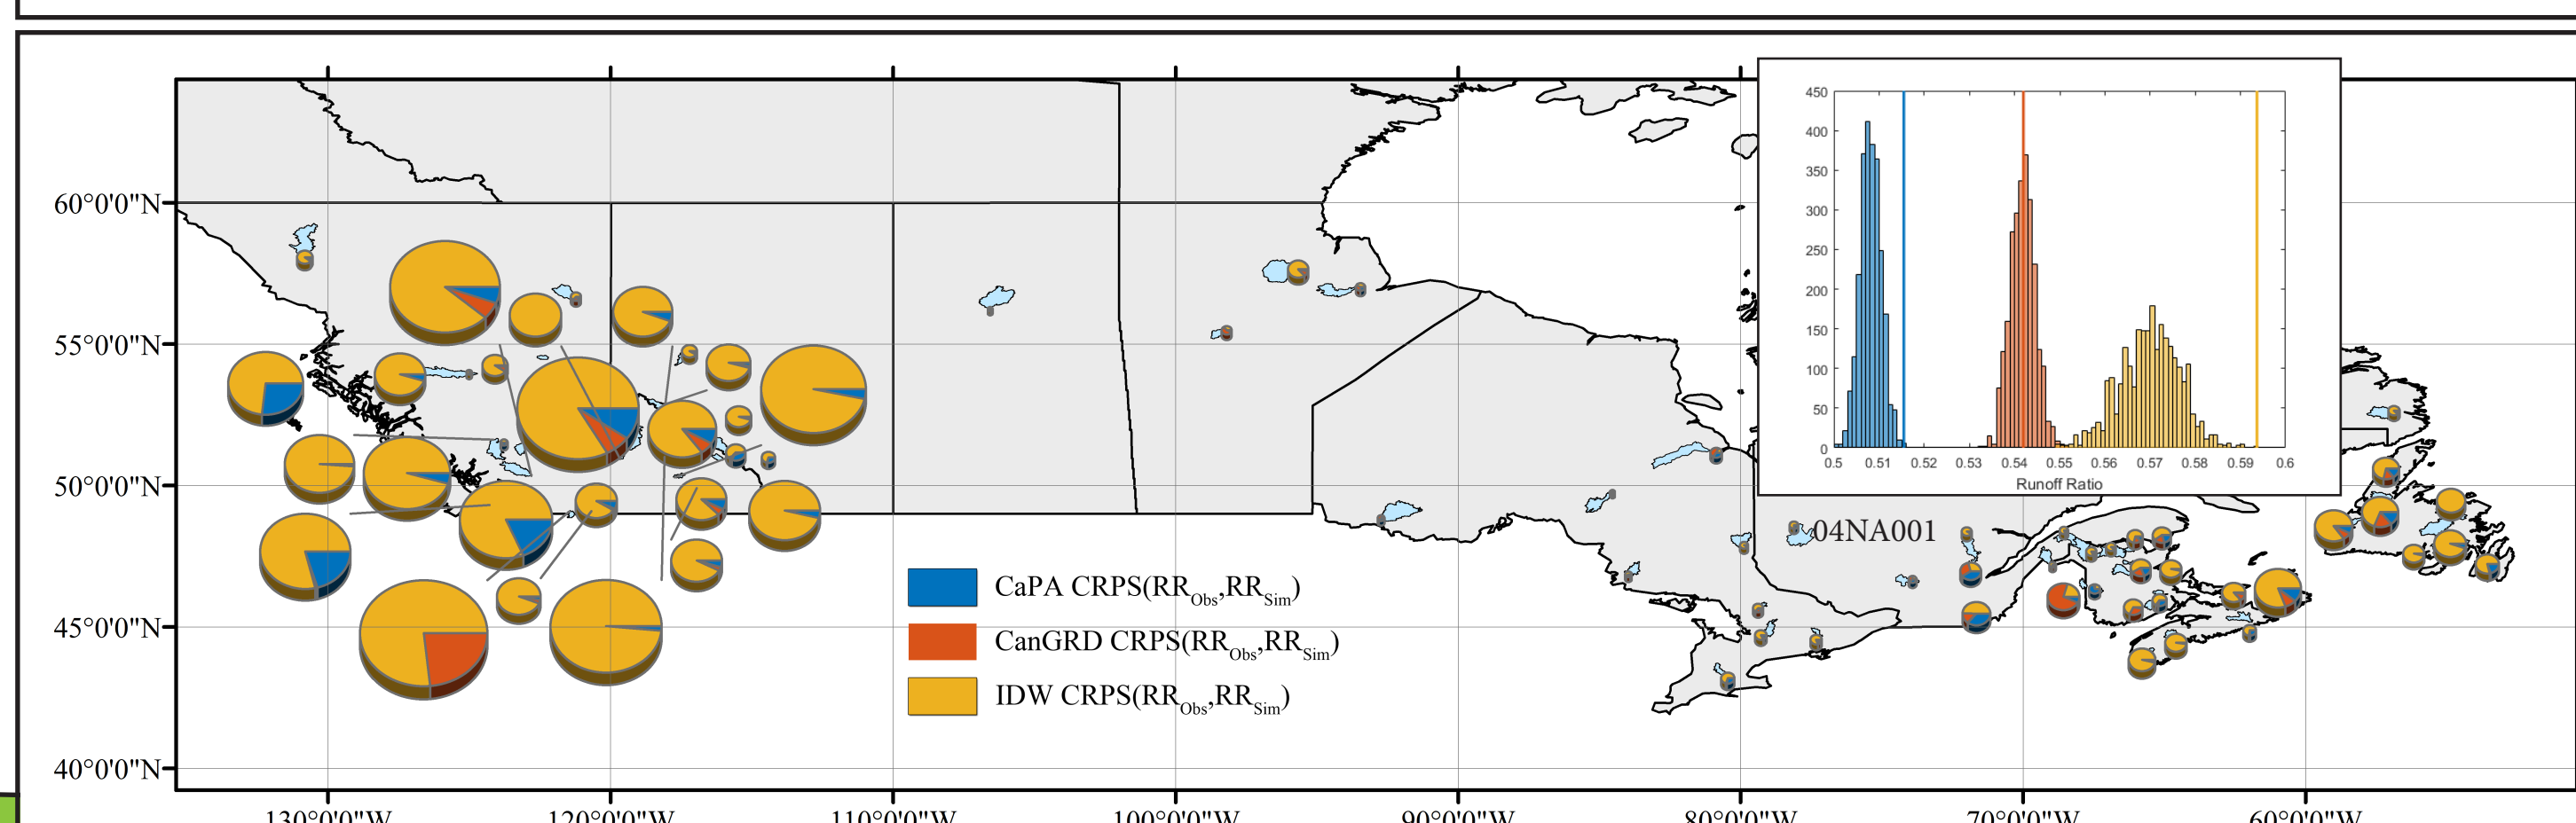 450
400
350
300
250
200
150
100
50
0
0.5 0.51 0.52 0.53 0.54 0.55 0.56 0.57 0.58 0.59 0.6
Runoff Ratio
60°0'0"N
55°0'0"N
50°0'0"N
45°0'0"N
40°0'0"N
04NA001
CaPA CRPS(RRObs,RRSim)
CanGRD CRPS(RRObs,RRSim)
IDW CRPS(RRObs,RRSim)
130°0'0"W 120°0'0"W 110°0'0"W 100°0'0"W 90°0'0"W 80°0'0"W 70°0'0"W 60°0'0"W